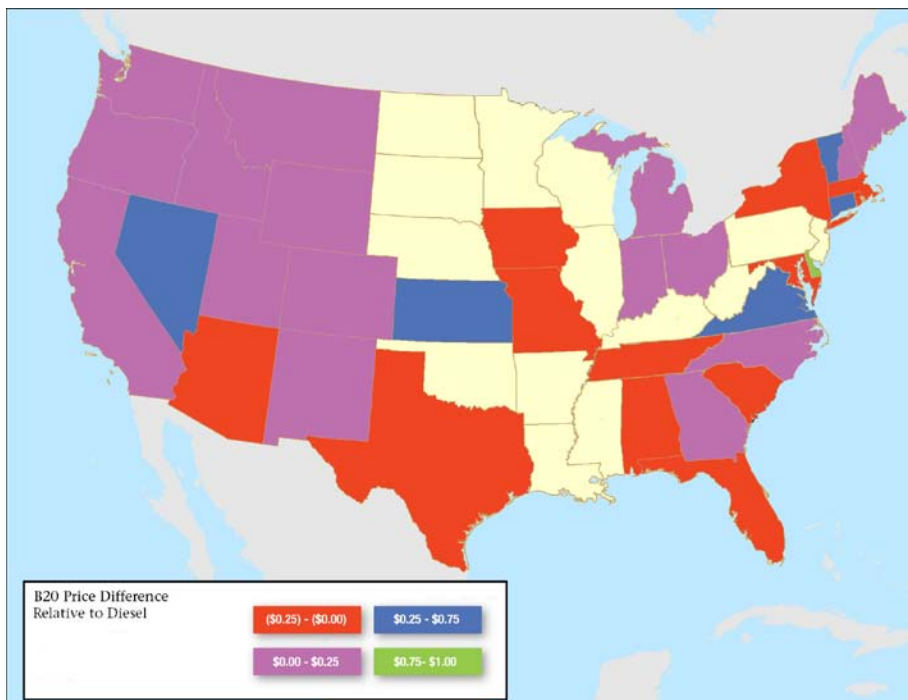 B20 Price Difference
Relative to Diesel
($0.25) - ($0.00)
$0.25 - $0.75
$0.00 - $0.25
$0.75- $1.00